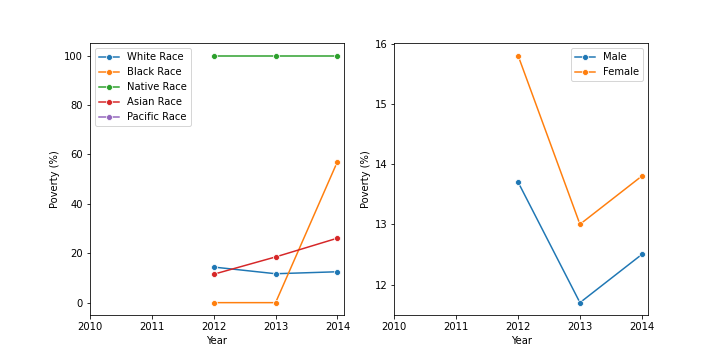 100
80
60
40
20
0
Poverty (%)
White Race
Black Race
Native Race
Asian Race
Pacific Race
2010 2011 2012 2013 2014
Year
16
15
14
13
12
Poverty (%)
Male
Female
2010 2011 2012 2013 2014
Year